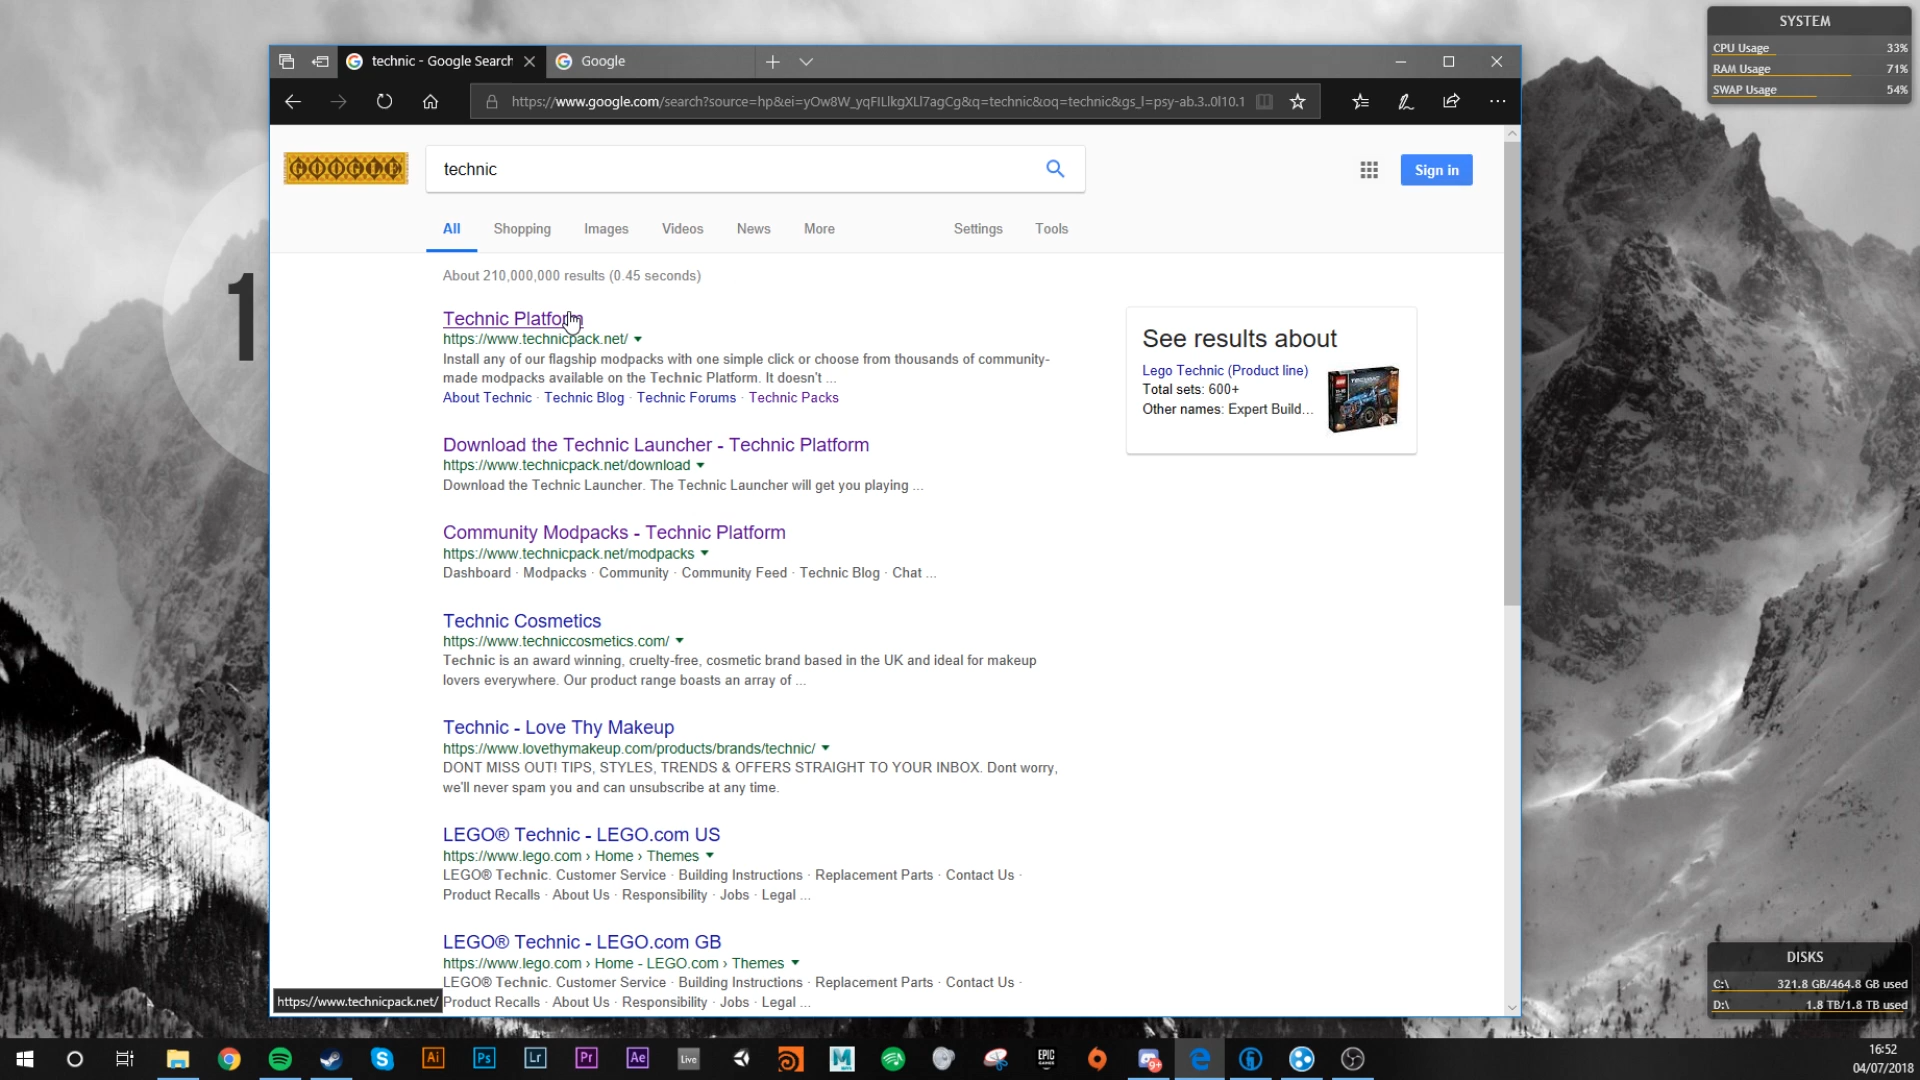 SYSTEM
CPU Usage 33%
RAM Usage 71%
SWAP Usage 54%
technic - Google Search
Google
https://www.google.com/search?source=hp&ei=yOw8W_yqFILlkgXLl7agCg&q=technic&oq=technic&gs_l=psy-ab.3..0l10.1
GOOGLE
technic
Sign in
All Shopping Images Videos News More Settings Tools
About 210,000,000 results (0.45 seconds)
Technic Platform
https://www.technicpack.net/
Install any of our flagship modpacks with one simple click or choose from thousands of community-
made modpacks available on the Technic Platform. It doesn't ...
About Technic · Technic Blog · Technic Forums · Technic Packs
See results about
Lego Technic (Product line)
Total sets: 600+
Other names: Expert Build...
Download the Technic Launcher - Technic Platform
https://www.technicpack.net/download
Download the Technic Launcher. The Technic Launcher will get you playing ...
Community Modpacks - Technic Platform
https://www.technicpack.net/modpacks
Dashboard · Modpacks · Community · Community Feed · Technic Blog · Chat ...
Technic Cosmetics
https://www.techniccosmetics.com/
Technic is an award winning, cruelty-free, cosmetic brand based in the UK and ideal for makeup
lovers everywhere. Our product range boasts an array of ...
Technic - Love Thy Makeup
https://www.lovethymakeup.com/products/brands/technic/
DONT MISS OUT! TIPS, STYLES, TRENDS & OFFERS STRAIGHT TO YOUR INBOX. Dont worry,
we'll never spam you and can unsubscribe at any time.
LEGO® Technic - LEGO.com US
https://www.lego.com › Home › Themes
LEGO® Technic. Customer Service · Building Instructions · Replacement Parts · Contact Us ·
Product Recalls · About Us · Responsibility · Jobs · Legal ...
LEGO® Technic - LEGO.com GB
https://www.lego.com › Home - LEGO.com › Themes
LEGO® Technic. Customer Service · Building Instructions · Replacement Parts · Contact Us ·
Product Recalls · About Us · Responsibility · Jobs · Legal ...
https://www.technicpack.net/
1
DISKS
C:\ 321.8 GB/464.8 GB used
D:\ 1.8 TB/1.8 TB used
Ai Ps Lr Pr Ae Live M EPIC GAMES 9+
16:52
04/07/2018